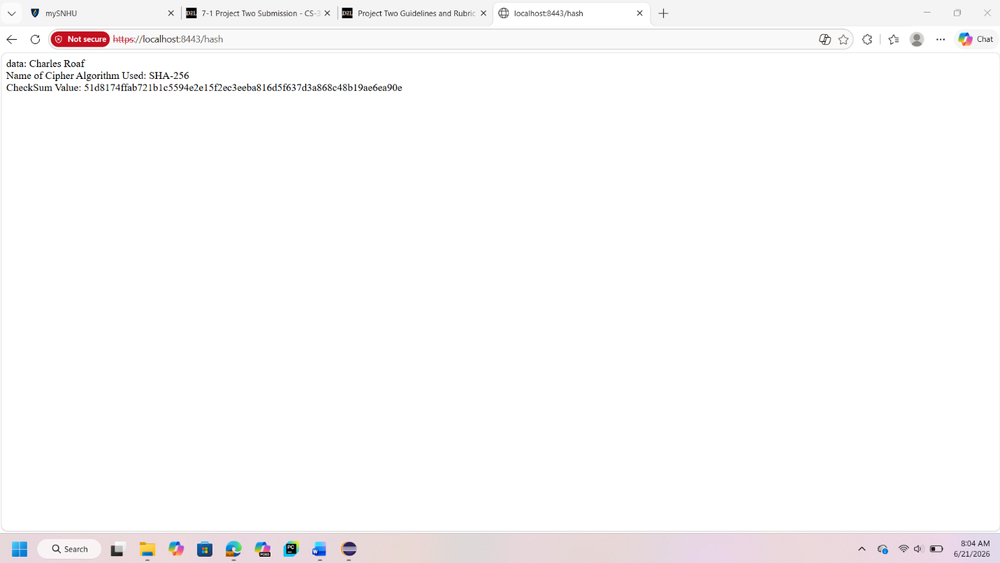 mySNHU
7-1 Project Two Submission - CS-3
Project Two Guidelines and Rubric
localhost:8443/hash
Not secure
https://localhost:8443/hash
Chat
data: Charles Roaf
Name of Cipher Algorithm Used: SHA-256
CheckSum Value: 51d8174ffab721b1c5594e2e15f2ec3eeba816d5f637d3a868c48b19ae6ea90e
Search
M365
PC
W
8:04 AM
6/21/2026